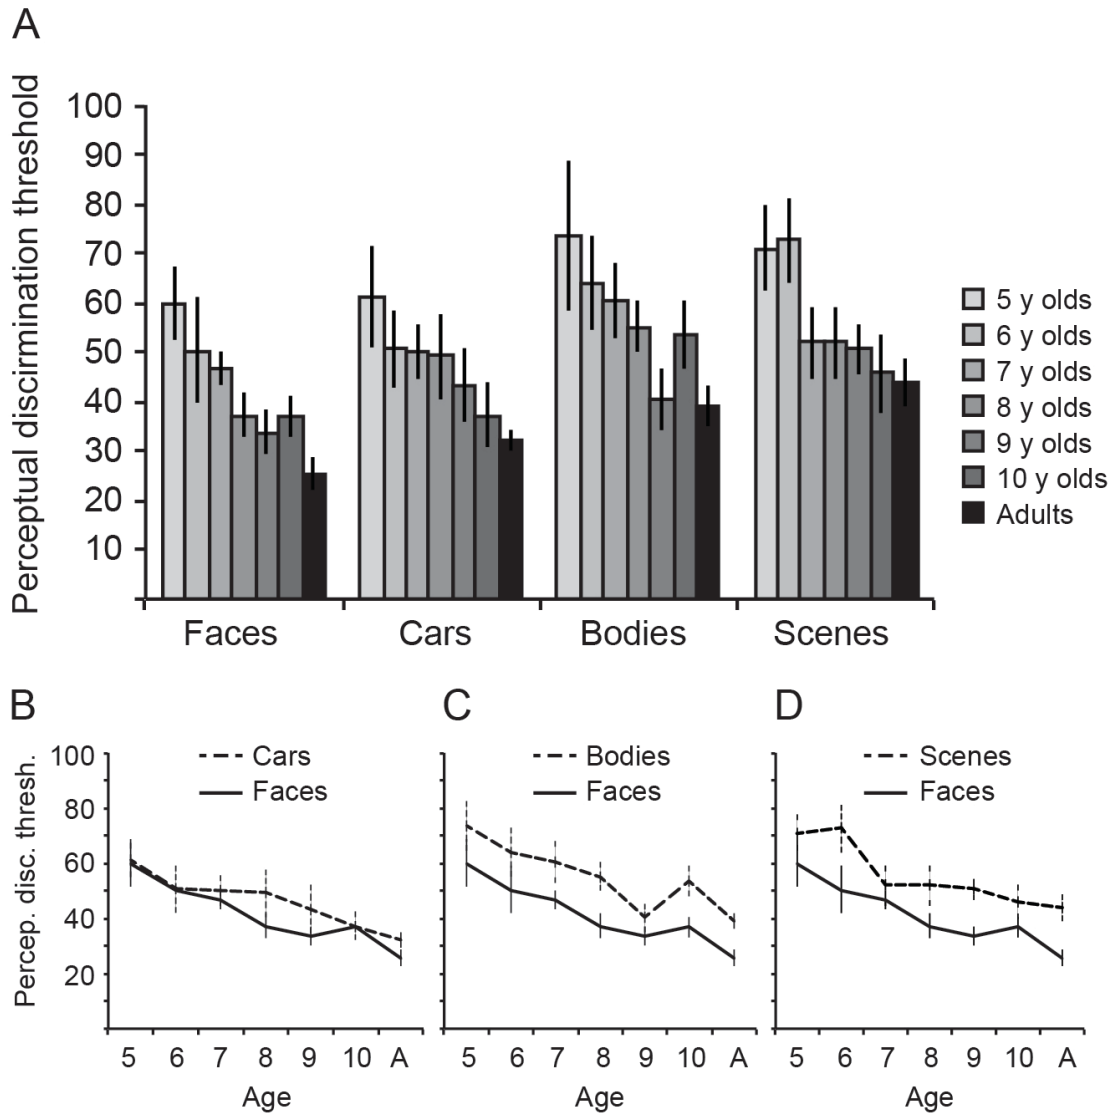 A
Perceptual discirmination threshold
100
90
80
70
60
50
40
30
20
10
Faces Cars Bodies Scenes
5 y olds
6 y olds
7 y olds
8 y olds
9 y olds
10 y olds
Adults
B
Percep. disc. thresh.
100
80
60
40
20
Cars
Faces
5 6 7 8 9 10 A
Age
C
Bodies
Faces
5 6 7 8 9 10 A
Age
D
Scenes
Faces
5 6 7 8 9 10 A
Age